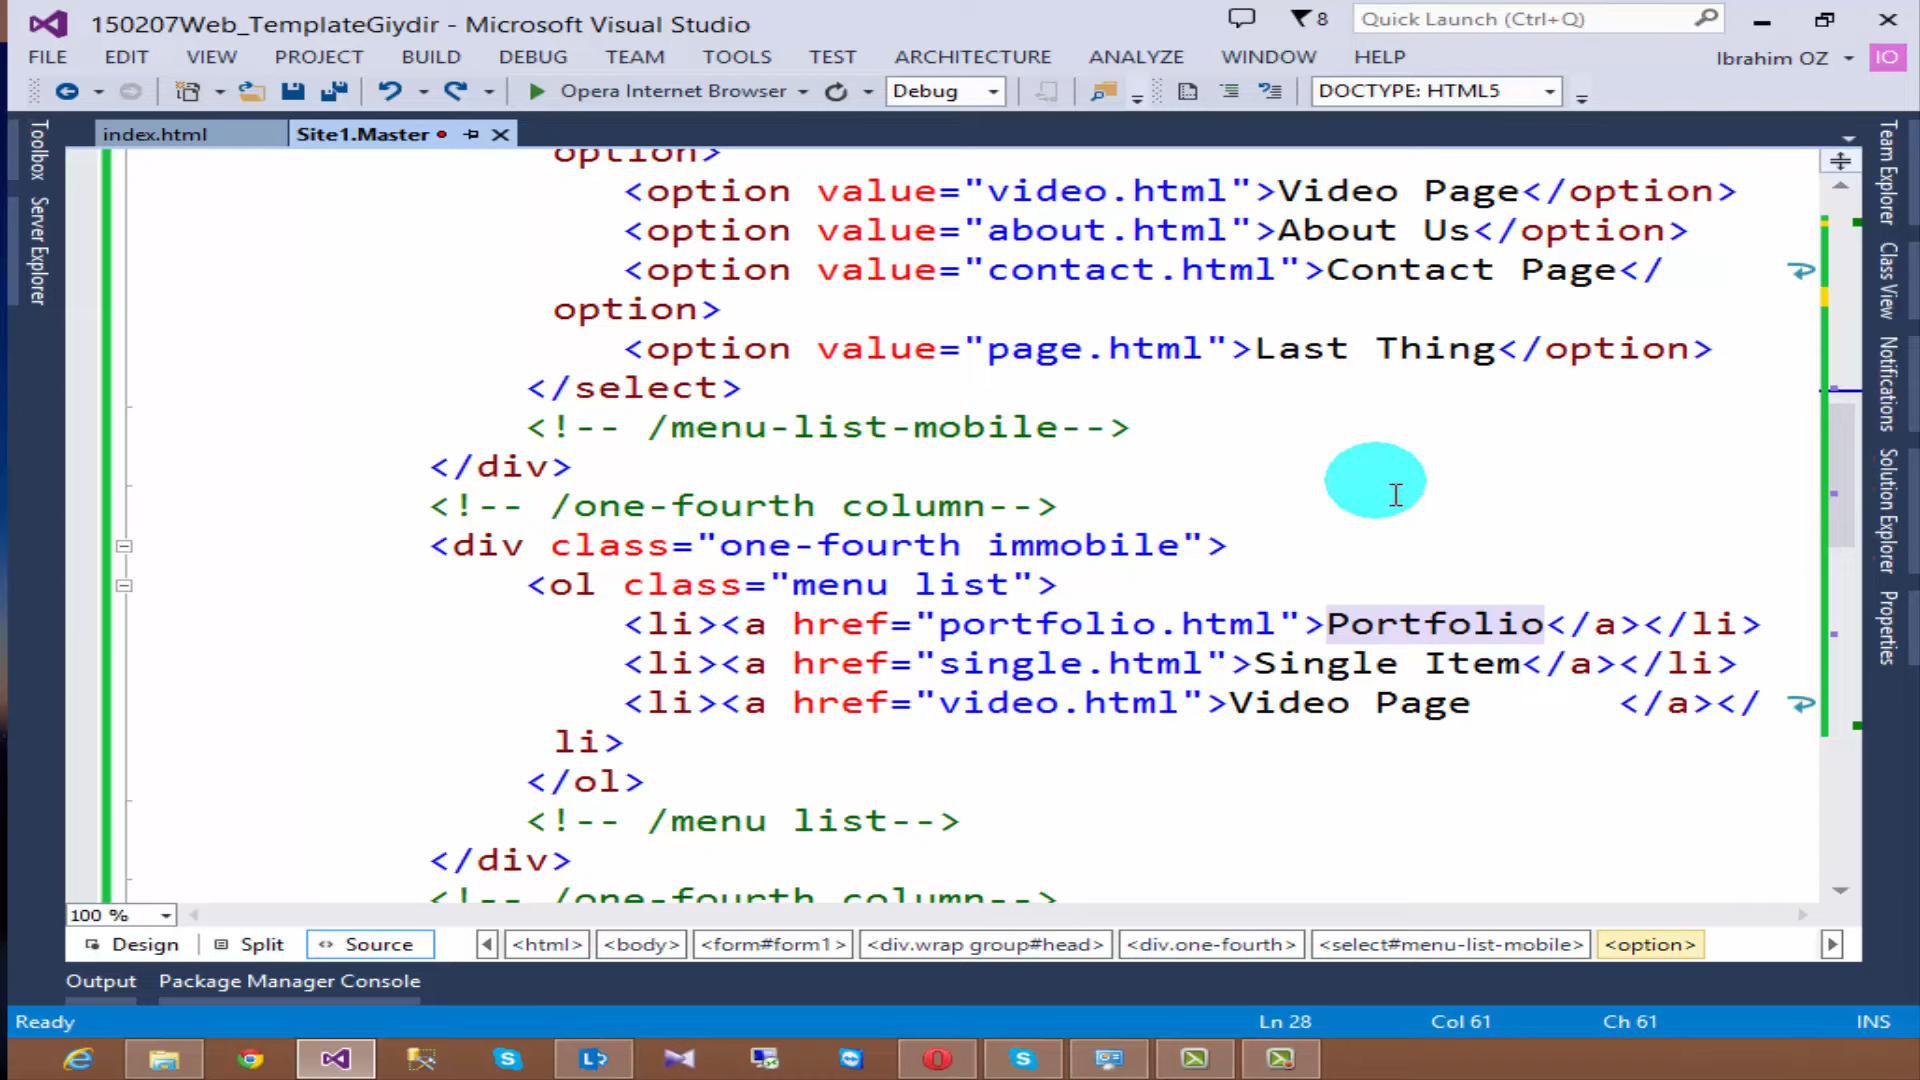 150207Web_TemplateGiydir - Microsoft Visual Studio
8
Quick Launch (Ctrl+Q)
FILE EDIT VIEW PROJECT BUILD DEBUG TEAM TOOLS TEST ARCHITECTURE ANALYZE WINDOW HELP
Ibrahim OZ
IO
Opera Internet Browser
Debug
DOCTYPE: HTML5
index.html
Site1.Master
Toolbox
Server Explorer
option>
<option value="video.html">Video Page</option>
<option value="about.html">About Us</option>
<option value="contact.html">Contact Page</
option>
<option value="page.html">Last Thing</option>
</select>
<!-- /menu-list-mobile-->
</div>
<!-- /one-fourth column-->
<div class="one-fourth immobile">
<ol class="menu list">
<li><a href="portfolio.html">Portfolio</a></li>
<li><a href="single.html">Single Item</a></li>
<li><a href="video.html">Video Page </a></
li>
</ol>
<!-- /menu list-->
</div>
<!-- /one-fourth column-->
Team Explorer
Class View
Notifications
Solution Explorer
Properties
100 %
Design
Split
Source
<html>
<body>
<form#form1>
<div.wrap group#head>
<div.one-fourth>
<select#menu-list-mobile>
<option>
Output
Package Manager Console
Ready
Ln 28
Col 61
Ch 61
INS